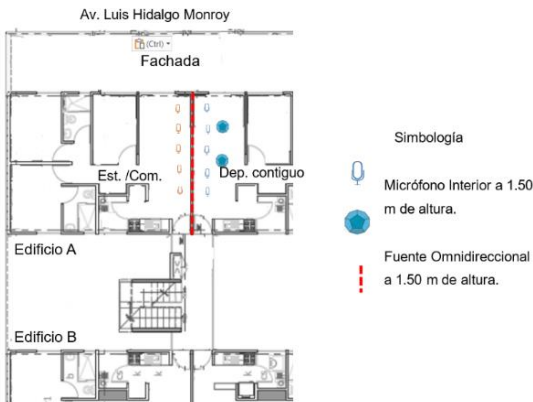 Av. Luis Hidalgo Monroy
(Ctrl)
Fachada
Est. /Com.
Dep. contiguo
Edificio A
Edificio B
Simbología
Micrófono Interior a 1.50
m de altura.
Fuente Omnidireccional
a 1.50 m de altura.